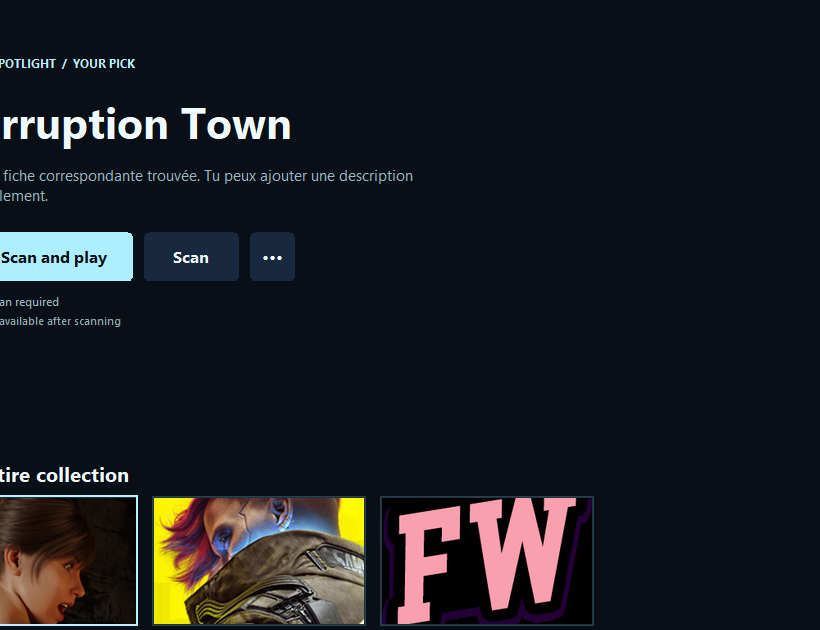 POTLIGHT / YOUR PICK
rruption Town
fiche correspondante trouvée. Tu peux ajouter une description
lement.
Scan and play
Scan
•••
an required
available after scanning
tire collection
FW